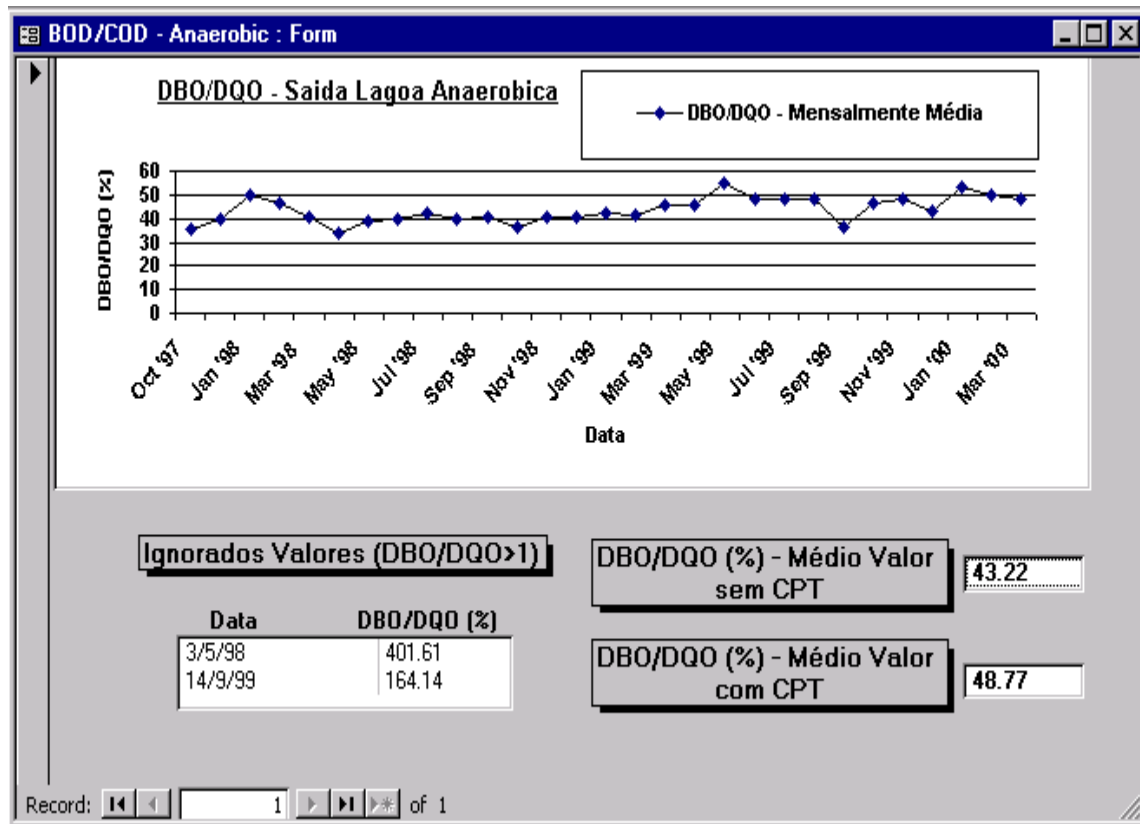 BOD/COD - Anaerobic : Form
DBO/DQO - Saida Lagoa Anaerobica
DBO/DQO - Mensalmente Média
DBO/DQO (%)
60
50
40
30
20
10
0
Oct '97
Jan '98
Mar '98
May '98
Jul '98
Sep '98
Nov '98
Jan '99
Mar '99
May '99
Jul '99
Sep '99
Nov '99
Jan '00
Mar '00
Data
Ignorados Valores (DBO/DQO>1)
Data DBO/DQO (%)
3/5/98 401.61
14/9/99 164.14
DBO/DQO (%) - Médio Valor
sem CPT
43.22
DBO/DQO (%) - Médio Valor
com CPT
48.77
Record: 1 of 1